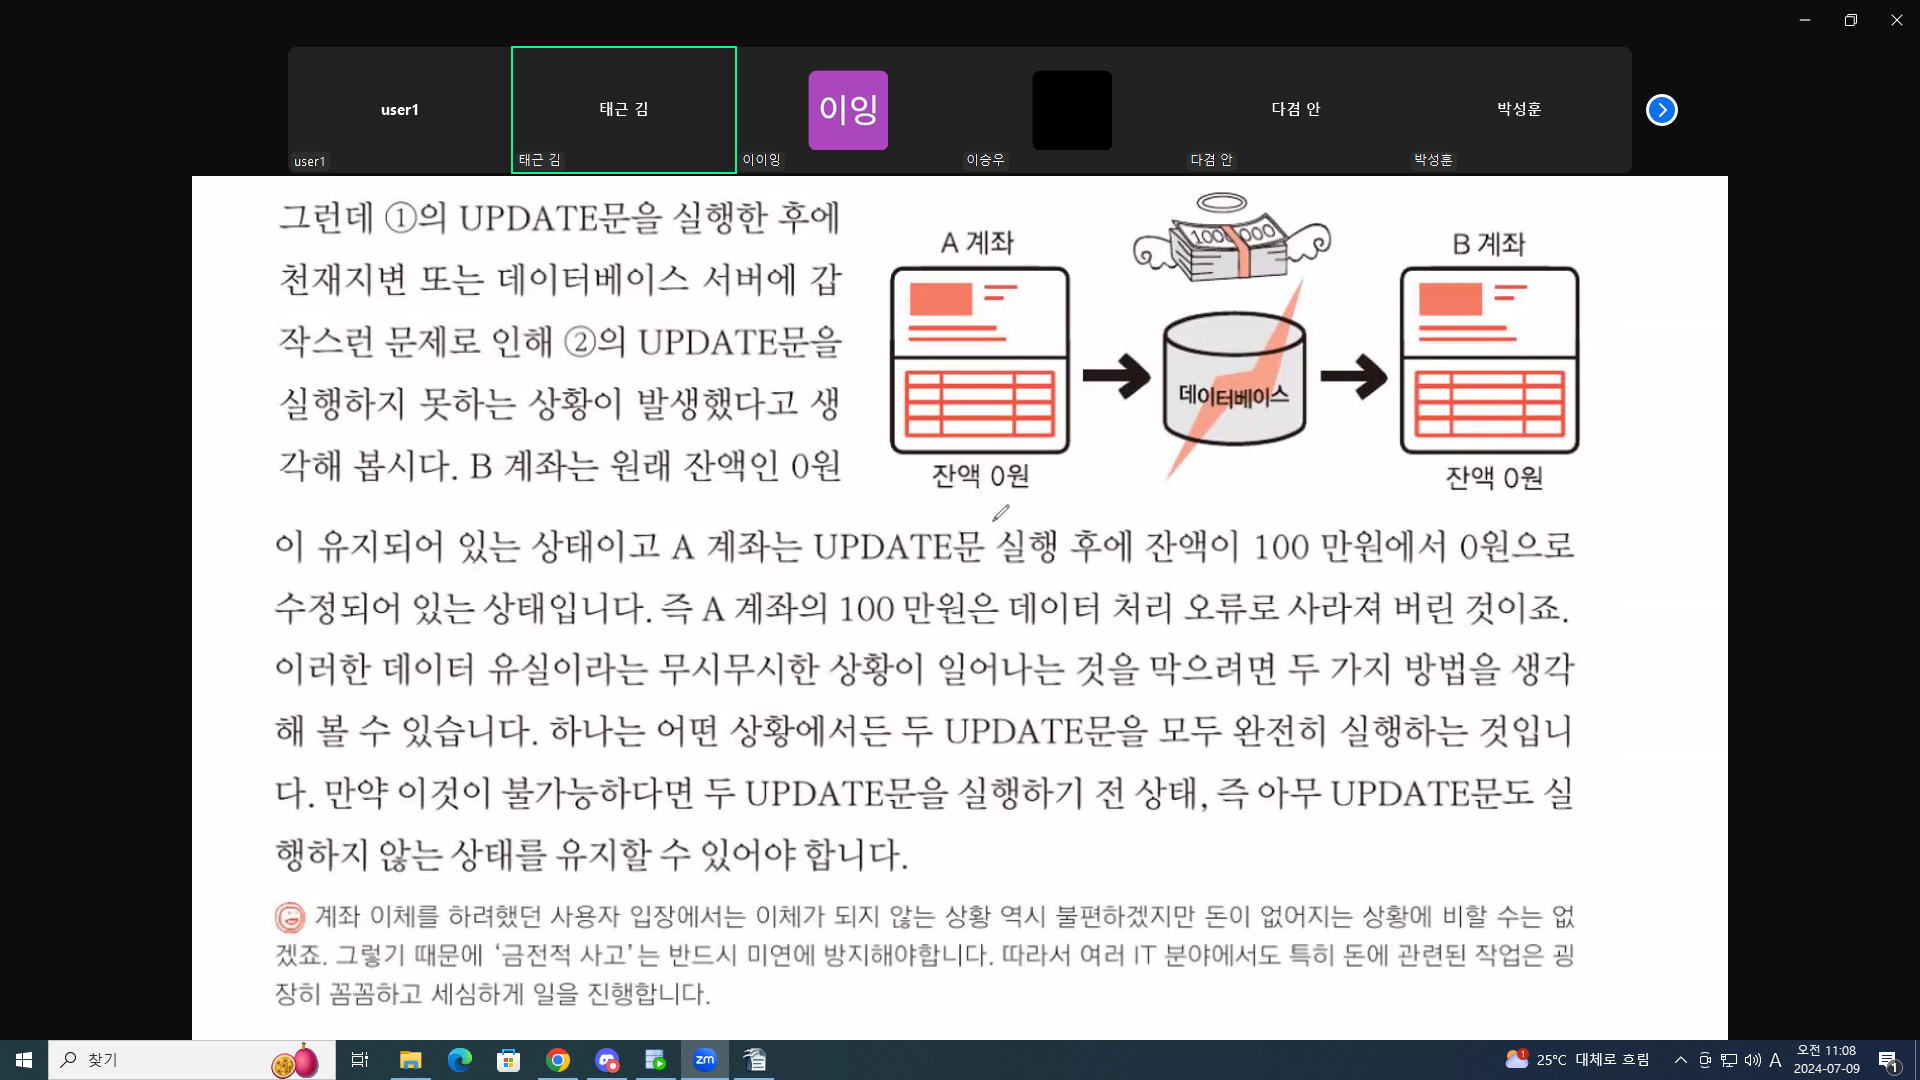 user1
태근 김
이잉
다겸 안
박성훈
user1
태근 김
이이잉
이승우
다겸 안
박성훈
그런데 ①의 UPDATE문을 실행한 후에
천재지변 또는 데이터베이스 서버에 갑
작스런 문제로 인해 ②의 UPDATE문을
실행하지 못하는 상황이 발생했다고 생
각해 봅시다. B 계좌는 원래 잔액인 0원
A 계좌
B 계좌
데이터베이스
잔액 0원
잔액 0원
이 유지되어 있는 상태이고 A 계좌는 UPDATE문 실행 후에 잔액이 100 만원에서 0원으로
수정되어 있는 상태입니다. 즉 A 계좌의 100 만원은 데이터 처리 오류로 사라져 버린 것이죠.
이러한 데이터 유실이라는 무시무시한 상황이 일어나는 것을 막으려면 두 가지 방법을 생각
해 볼 수 있습니다. 하나는 어떤 상황에서든 두 UPDATE문을 모두 완전히 실행하는 것입니
다. 만약 이것이 불가능하다면 두 UPDATE문을 실행하기 전 상태, 즉 아무 UPDATE문도 실
행하지 않는 상태를 유지할 수 있어야 합니다.
계좌 이체를 하려했던 사용자 입장에서는 이체가 되지 않는 상황 역시 불편하겠지만 돈이 없어지는 상황에 비할 수는 없
겠죠. 그렇기 때문에 ‘금전적 사고’는 반드시 미연에 방지해야합니다. 따라서 여러 IT 분야에서도 특히 돈에 관련된 작업은 굉
장히 꼼꼼하고 세심하게 일을 진행합니다.
찾기
zm
1
25°C 대체로 흐림
A
오전 11:08
2024-07-09
1